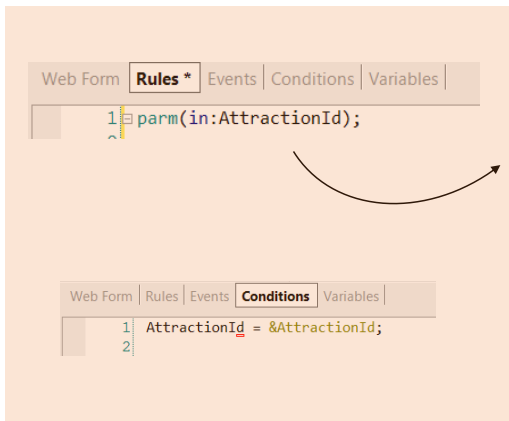 Web Form Rules * Events Conditions Variables
1 parm(in:AttractionId);
Web Form Rules Events Conditions Variables
1 AttractionId = &AttractionId;
2